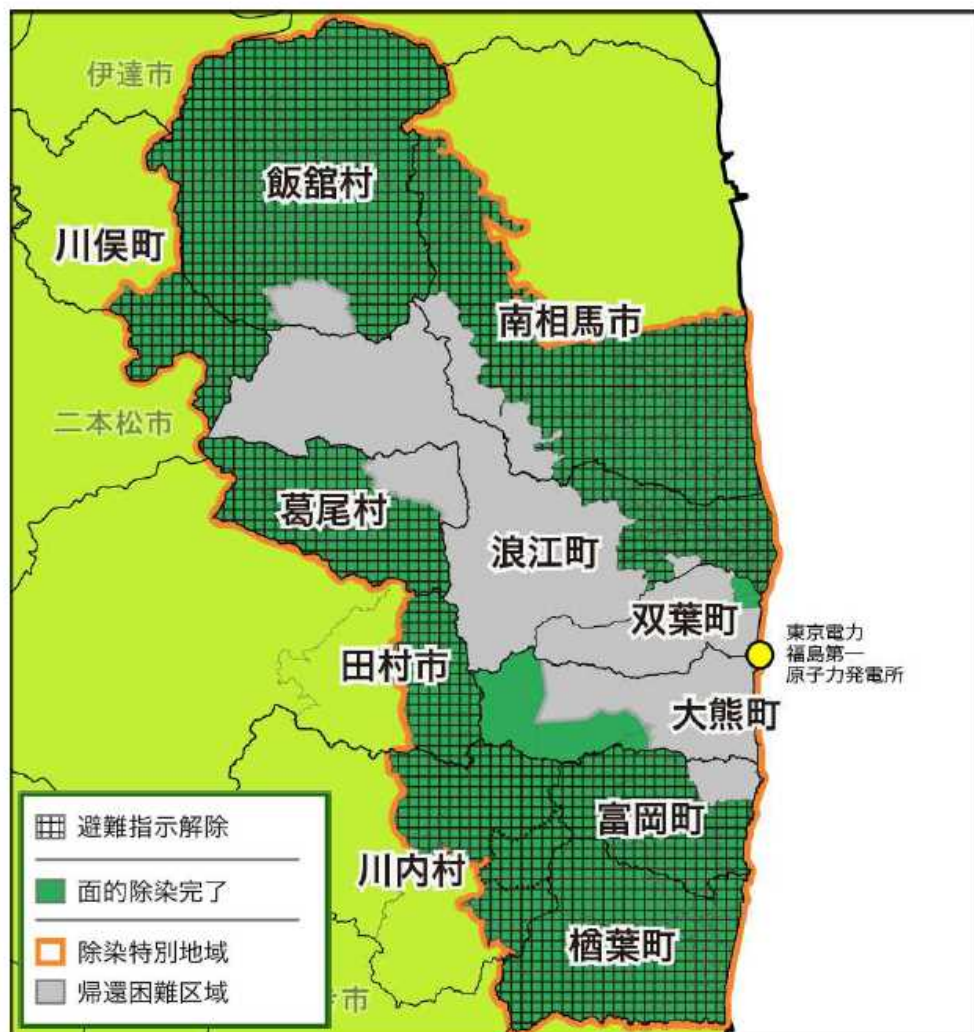 伊達市
飯舘村
川俣町
南相馬市
二本松市
葛尾村
浪江町
双葉町
東京電力
福島第一
原子力発電所
田村市
大熊町
富岡町
川内村
楢葉町
避難指示解除
面的除染完了
除染特別地域
帰還困難区域
市